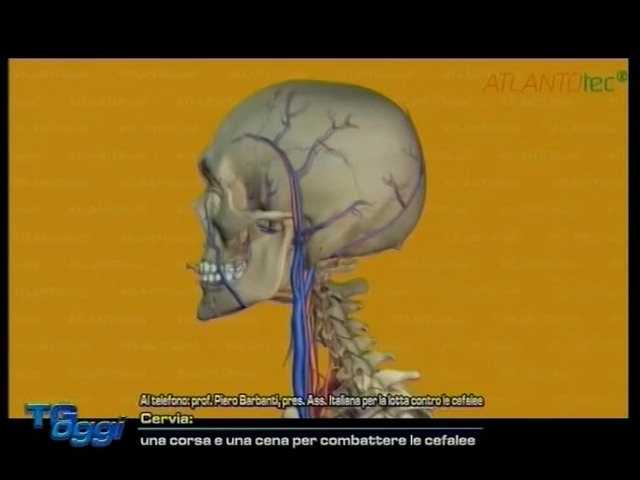 ATLANTOtec®
Al telefono: prof. Piero Barbanti, pres. Ass. Italiana per la lotta contro le cefalee
Cervia:
TG oggi
una corsa e una cena per combattere le cefalee